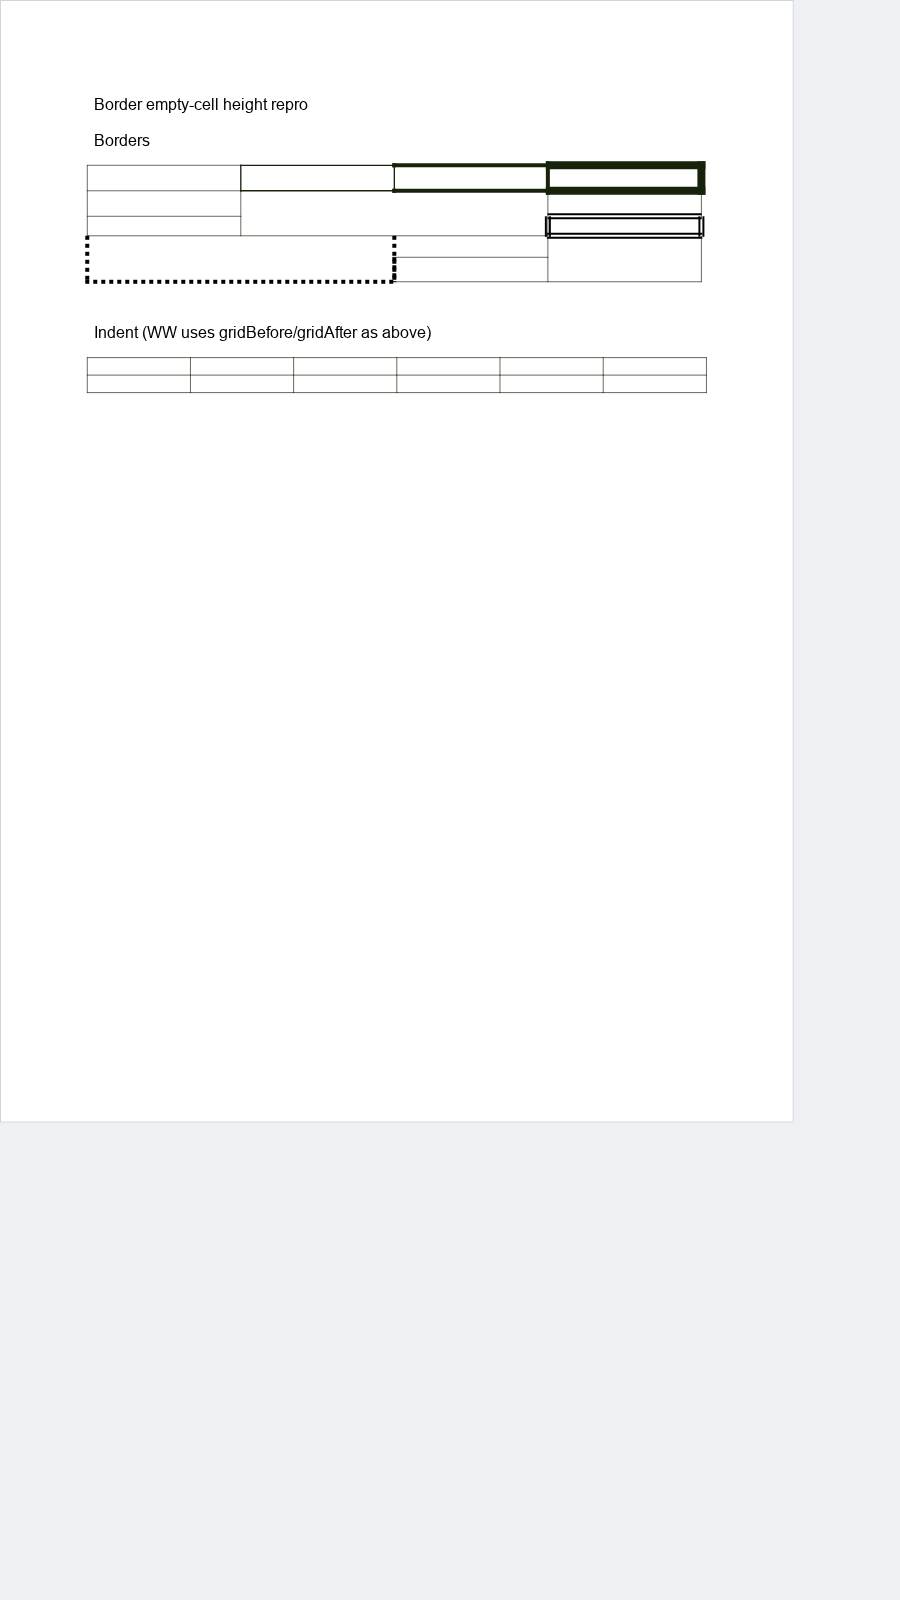 Border empty-cell height repro
Borders
Indent (WW uses gridBefore/gridAfter as above)